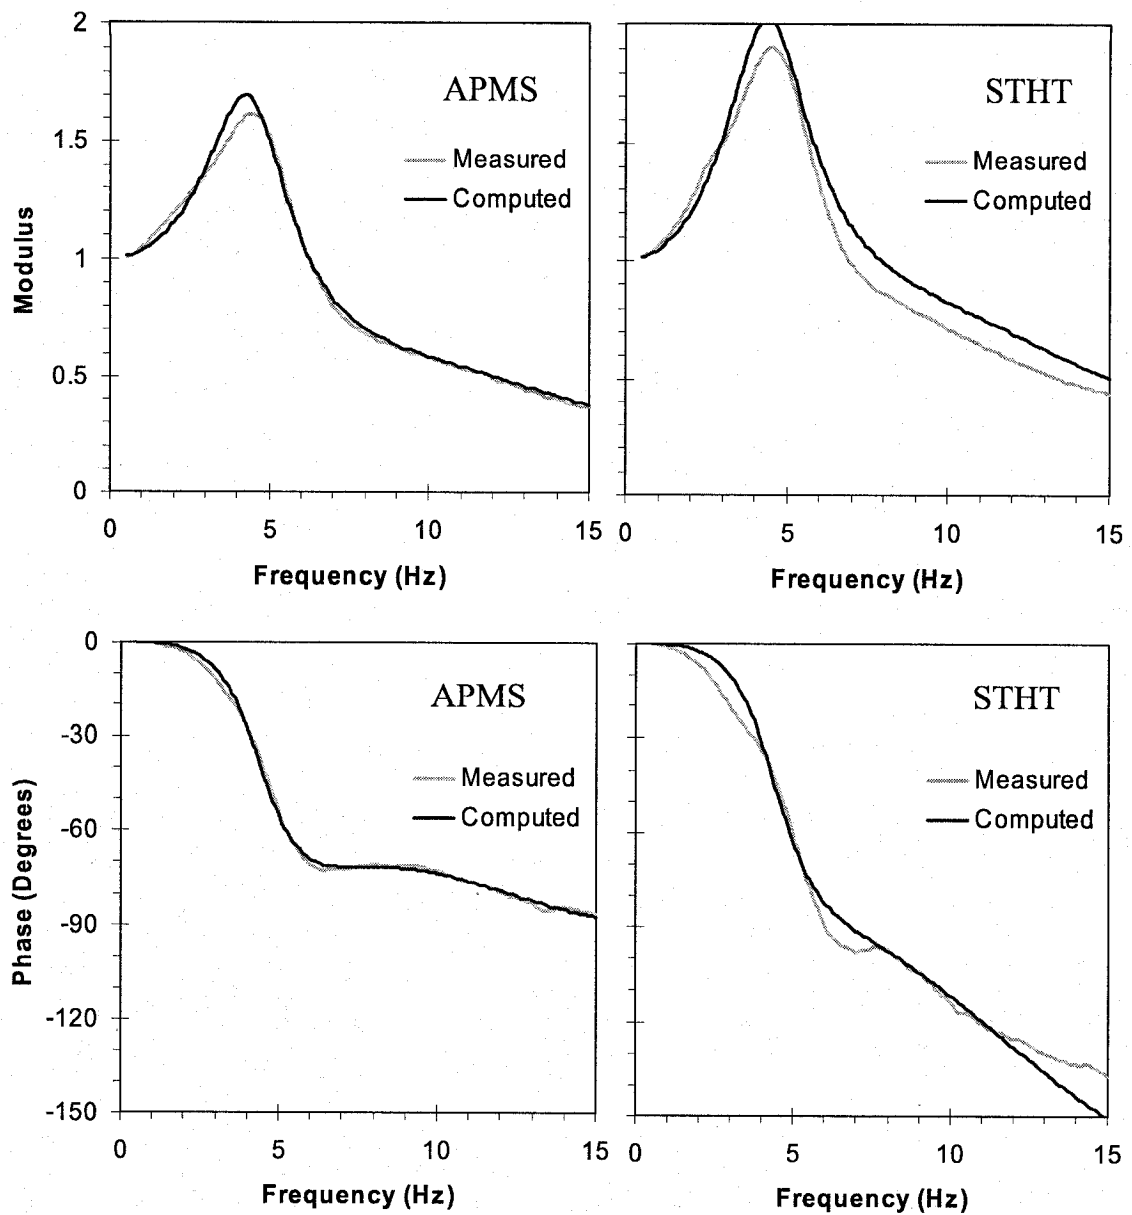 2
1.5
1
0.5
0
Modulus
APMS
Measured
Computed
0 5 10 15
Frequency (Hz)
STHT
Measured
Computed
0 5 10 15
Frequency (Hz)
0
-30
-60
-90
-120
-150
Phase (Degrees)
APMS
Measured
Computed
0 5 10 15
Frequency (Hz)
STHT
Measured
Computed
0 5 10 15
Frequency (Hz)